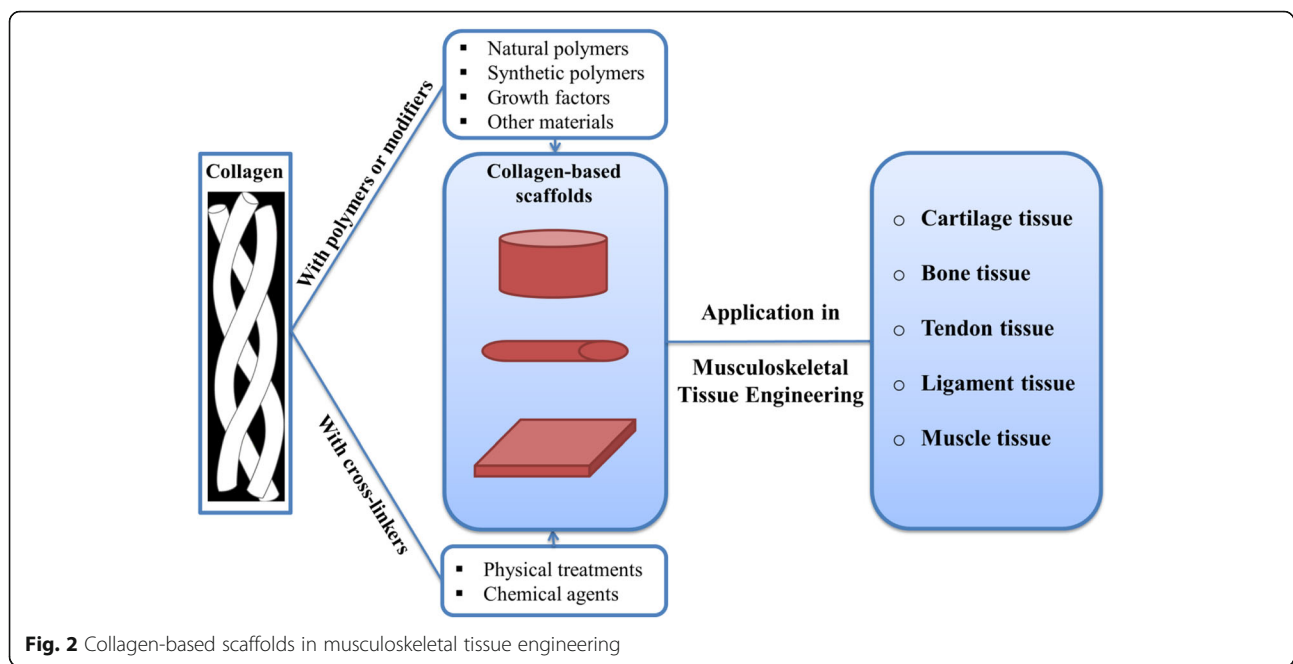 Collagen
With polymers or modifiers
▪ Natural polymers
▪ Synthetic polymers
▪ Growth factors
▪ Other materials
With cross-linkers
▪ Physical treatments
▪ Chemical agents
Collagen-based
scaffolds
Application in
Musculoskeletal
Tissue Engineering
○ Cartilage tissue
○ Bone tissue
○ Tendon tissue
○ Ligament tissue
○ Muscle tissue
Fig. 2 Collagen-based scaffolds in musculoskeletal tissue engineering